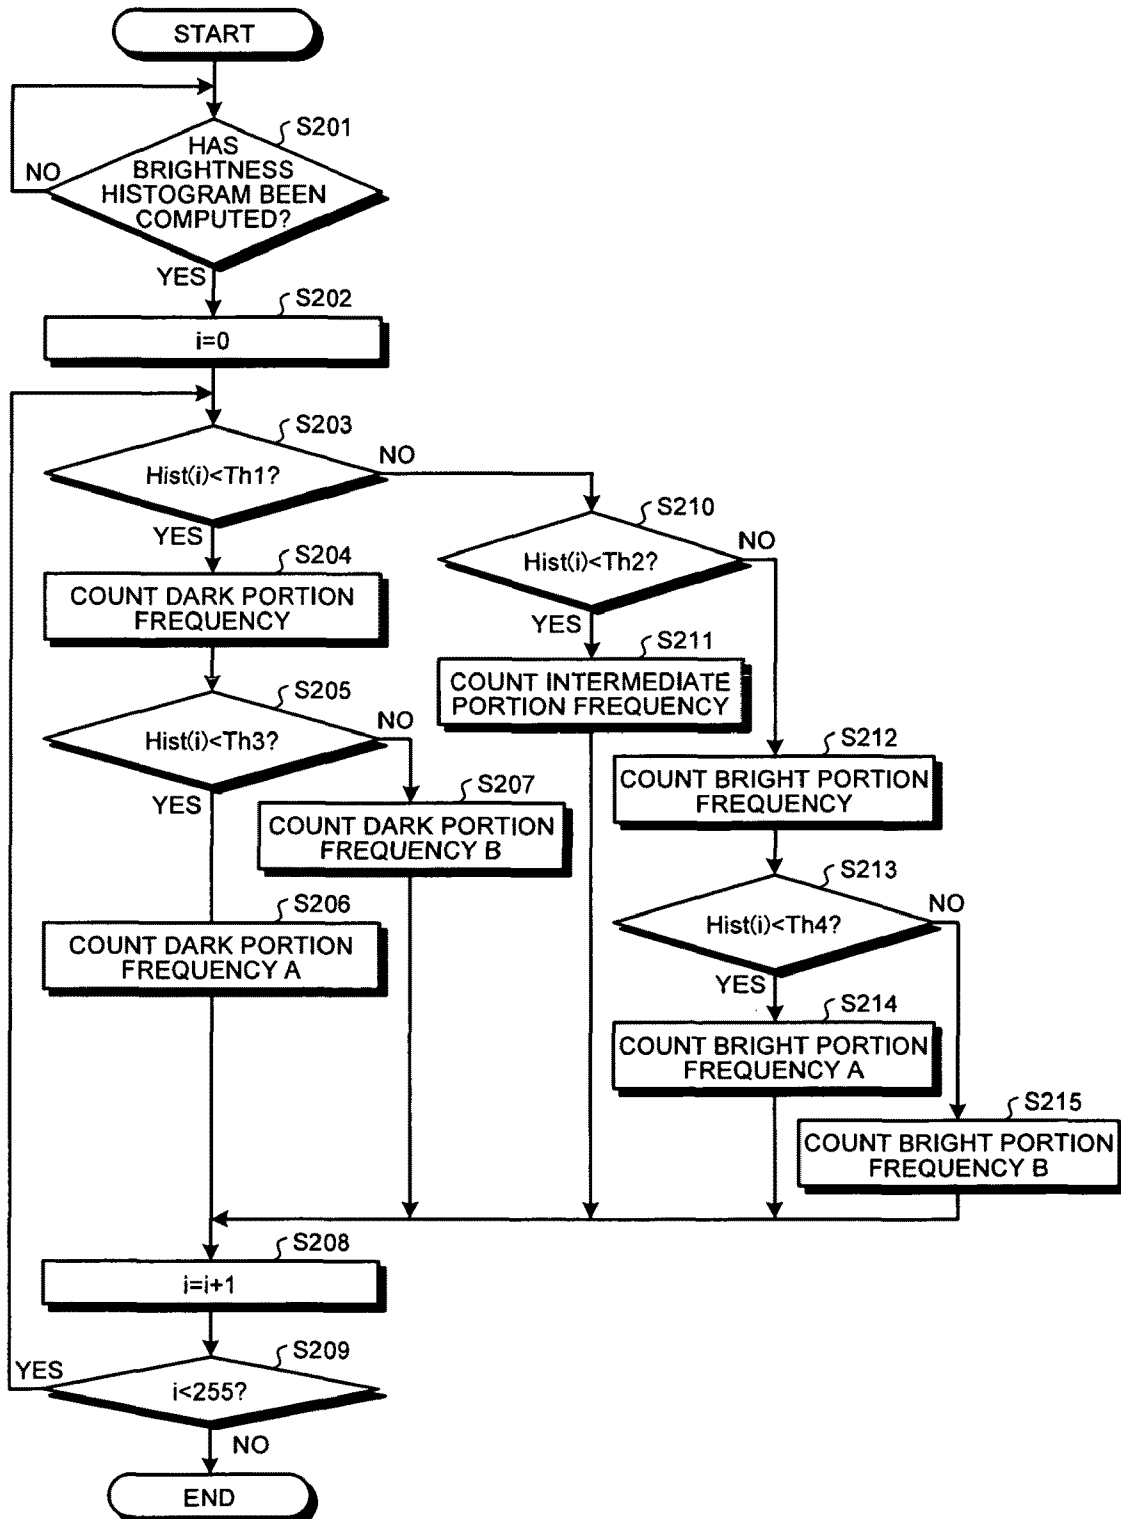 START
S201
HAS
BRIGHTNESS
HISTOGRAM BEEN
COMPUTED?
NO
YES
S202
i=0
S203
Hist(i)<Th1?
NO
YES
S204
COUNT DARK PORTION
FREQUENCY
S205
Hist(i)<Th3?
NO
YES
S207
COUNT DARK PORTION
FREQUENCY B
S206
COUNT DARK PORTION
FREQUENCY A
S210
Hist(i)<Th2?
NO
YES
S211
COUNT INTERMEDIATE
PORTION FREQUENCY
S212
COUNT BRIGHT PORTION
FREQUENCY
S213
Hist(i)<Th4?
NO
YES
S214
COUNT BRIGHT PORTION
FREQUENCY A
S215
COUNT BRIGHT PORTION
FREQUENCY B
S208
i=i+1
S209
i<255?
YES
NO
END